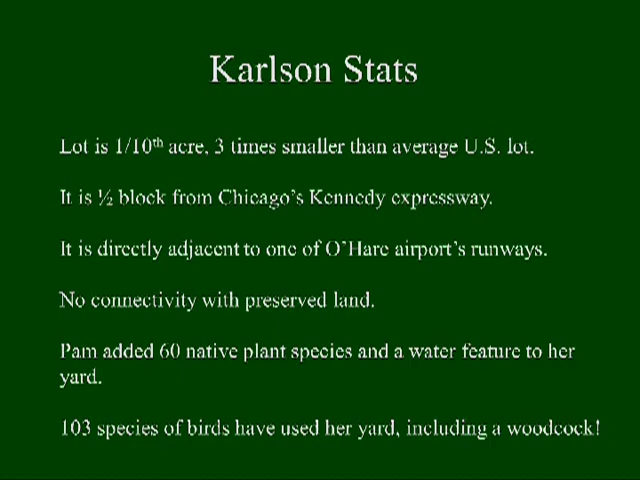 Karlson Stats
Lot is 1/10th acre, 3 times smaller than average U.S. lot.
It is ½ block from Chicago's Kennedy expressway.
It is directly adjacent to one of O'Hare airport's runways.
No connectivity with preserved land.
Pam added 60 native plant species and a water feature to her
yard.
103 species of birds have used her yard, including a woodcock!